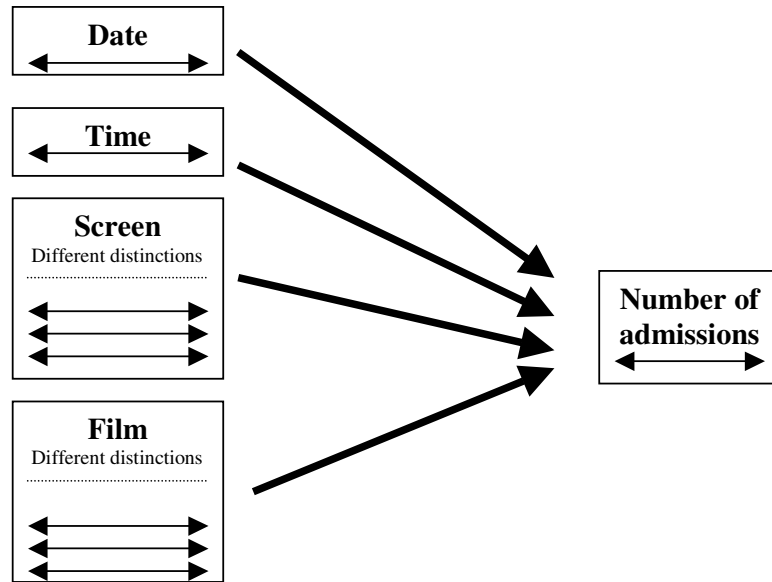 Date
Time
Screen
Different distinctions
Number of
admissions
Film
Different distinctions